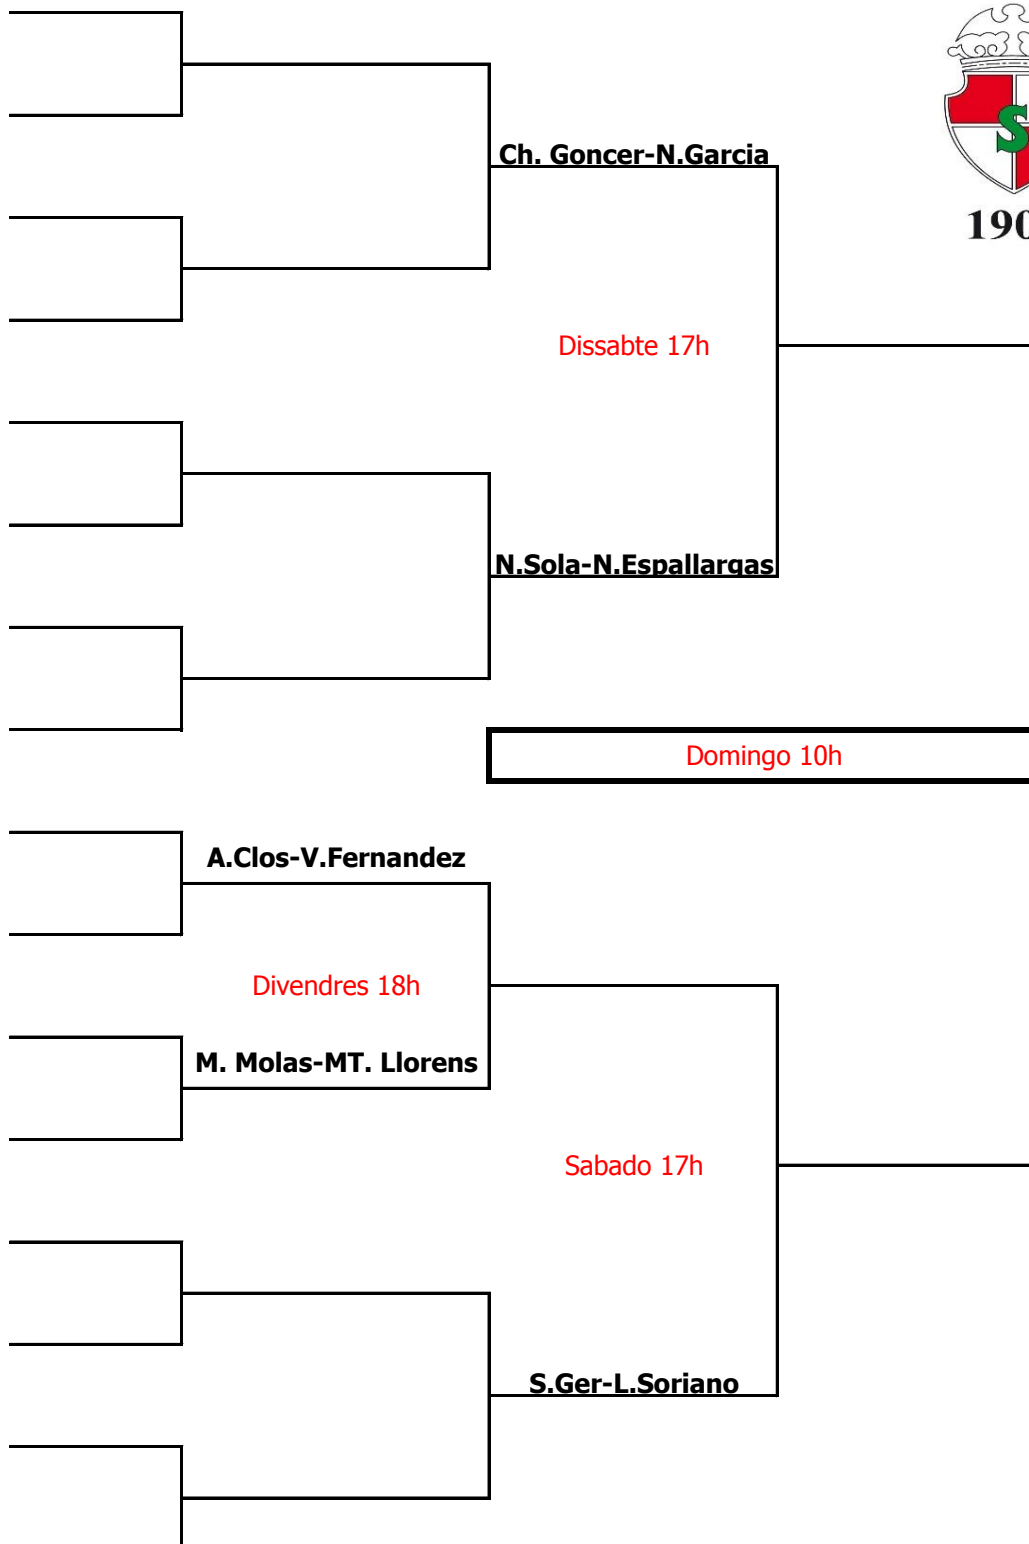 Ch. Goncer-N.Garcia
Dissabte 17h
N.Sola-N.Espallargas
Domingo 10h
A.Clos-V.Fernandez
Divendres 18h
M. Molas-MT. Llorens
Sabado 17h
S.Ger-L.Soriano